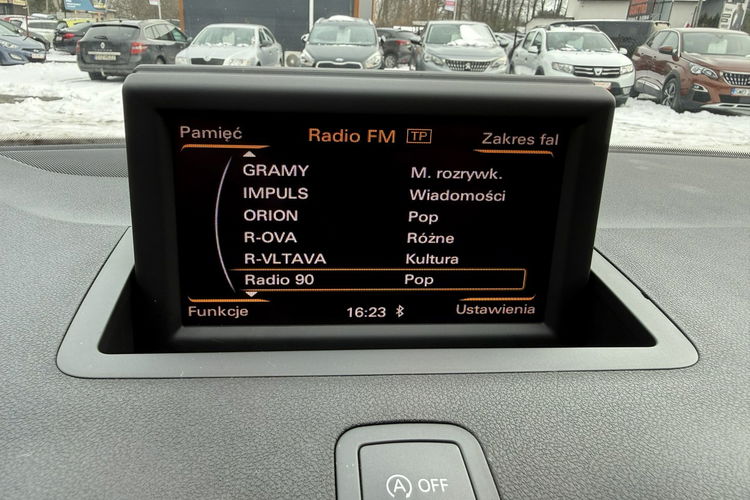 Pamięć Radio FM TP Zakres fal
GRAMY M. rozrywk.
IMPULS Wiadomości
ORION Pop
R-OVA Różne
R-VLTAVA Kultura
Radio 90 Pop
Funkcje 16:23 Ustawienia
A OFF